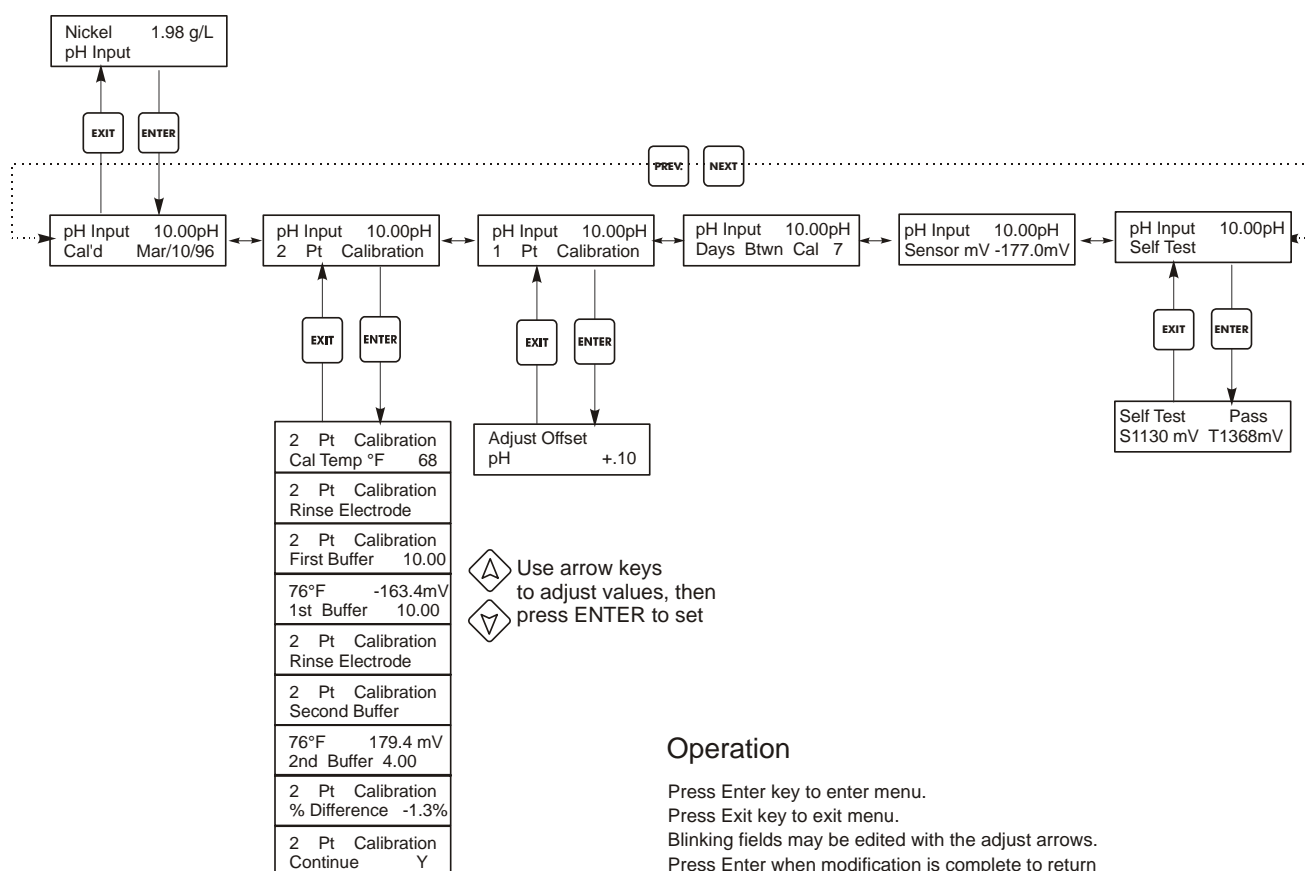 Nickel 1.98 g/L
pH Input
EXIT
ENTER
PREV.
NEXT
pH Input 10.00pH
Cal'd Mar/10/96
pH Input 10.00pH
2 Pt Calibration
pH Input 10.00pH
1 Pt Calibration
pH Input 10.00pH
Days Btwn Cal 7
pH Input 10.00pH
Sensor mV -177.0mV
pH Input 10.00pH
Self Test
EXIT
ENTER
EXIT
ENTER
EXIT
ENTER
2 Pt Calibration
Cal Temp °F 68
2 Pt Calibration
Rinse Electrode
2 Pt Calibration
First Buffer 10.00
76°F -163.4mV
1st Buffer 10.00
2 Pt Calibration
Rinse Electrode
2 Pt Calibration
Second Buffer
76°F 179.4 mV
2nd Buffer 4.00
2 Pt Calibration
% Difference -1.3%
2 Pt Calibration
Continue Y
Adjust Offset
pH +.10
Self Test Pass
S1130 mV T1368mV
Use arrow keys
to adjust values, then
press ENTER to set
Operation
Press Enter key to enter menu.
Press Exit key to exit menu.
Blinking fields may be edited with the adjust arrows.
Press Enter when modification is complete to return